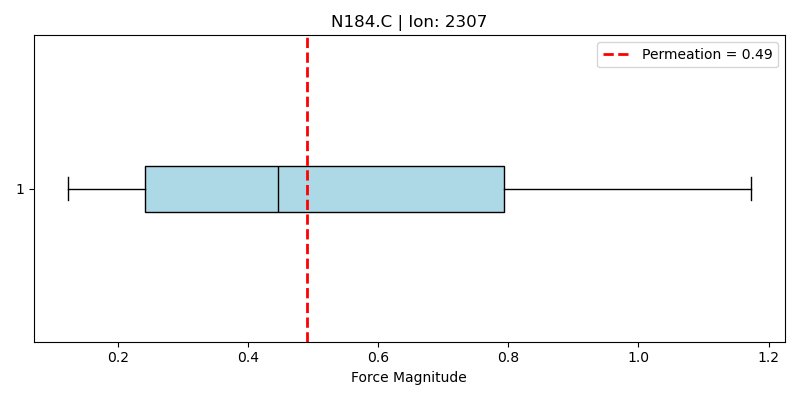 N184.C | Ion: 2307
Permeation = 0.49
1
0.2 0.4 0.6 0.8 1.0 1.2
Force Magnitude